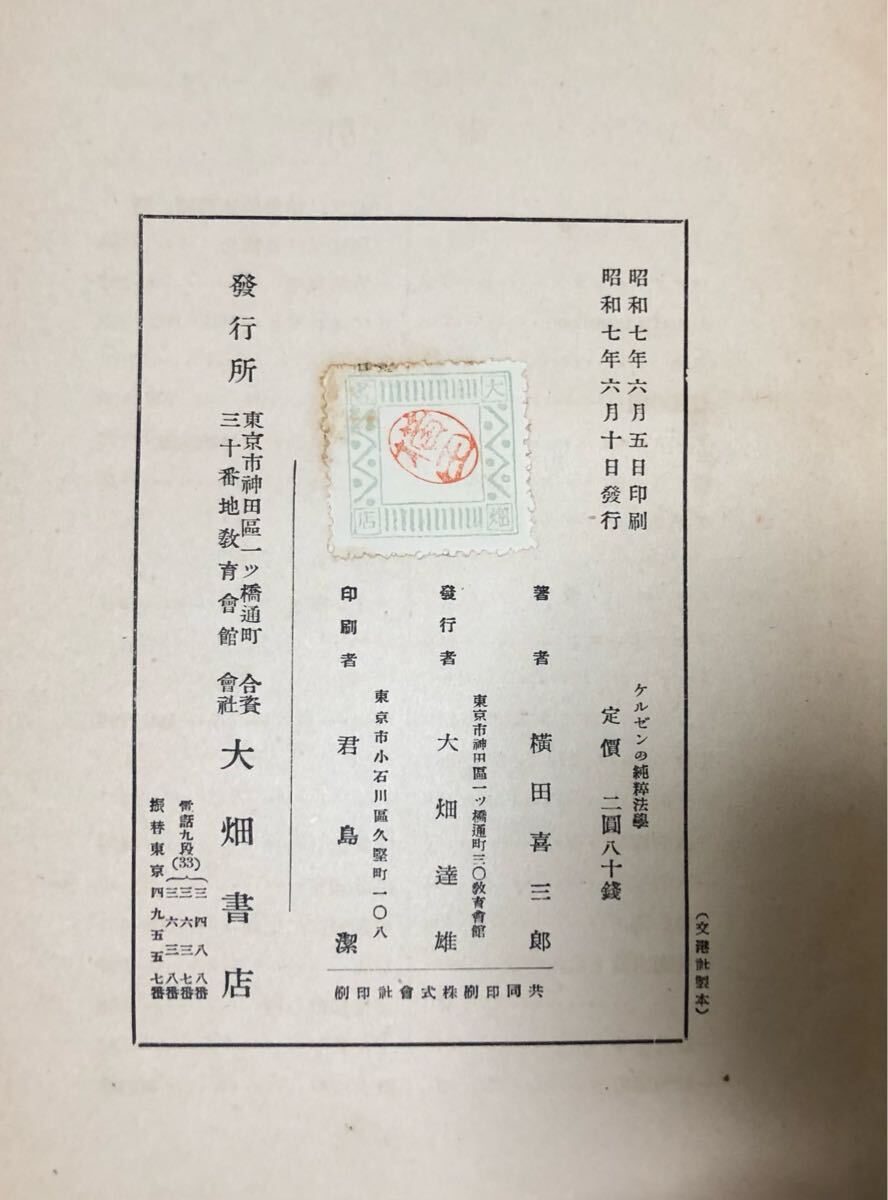 昭和七年六月五日印刷
昭和七年六月十日發行
ケルゼンの純粹法學
定價 二圓八十錢
著者 橫田喜三郎
東京市神田區一ッ橋通町三〇教育會館
發行者 大畑達雄
東京市小石川區久堅町一〇八
印刷者 君島潔
共同印刷株式會社印刷
大畑店
發行所
東京市神田區一ッ橋通町
三十番地教育會館
合資會社 大畑書店
電話九段(33)
三四八八番
三六三七番
三六三八番
振替東京四九五五七番
(文港社製本)